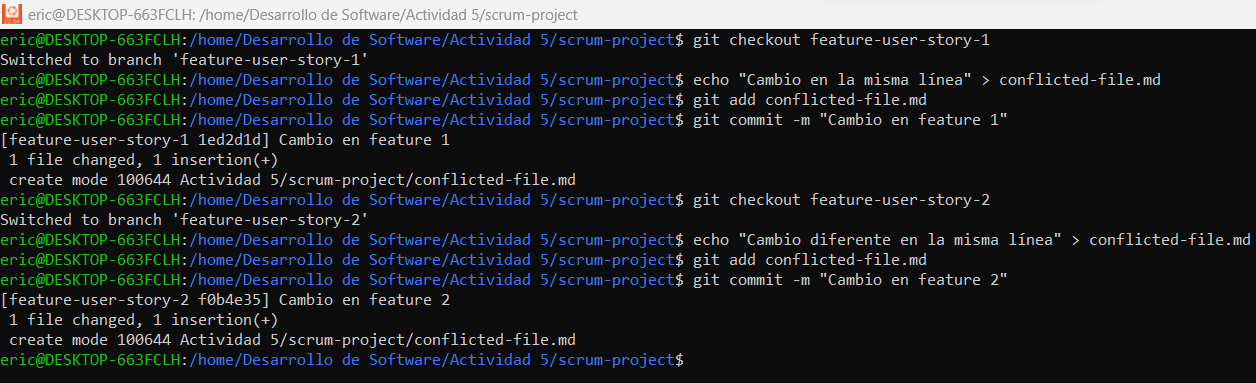 eric@DESKTOP-663FCLH: /home/Desarrollo de Software/Actividad 5/scrum-project
eric@DESKTOP-663FCLH:/home/Desarrollo de Software/Actividad 5/scrum-project$ git checkout feature-user-story-1
Switched to branch 'feature-user-story-1'
eric@DESKTOP-663FCLH:/home/Desarrollo de Software/Actividad 5/scrum-project$ echo "Cambio en la misma línea" > conflicted-file.md
eric@DESKTOP-663FCLH:/home/Desarrollo de Software/Actividad 5/scrum-project$ git add conflicted-file.md
eric@DESKTOP-663FCLH:/home/Desarrollo de Software/Actividad 5/scrum-project$ git commit -m "Cambio en feature 1"
[feature-user-story-1 1ed2d1d] Cambio en feature 1
 1 file changed, 1 insertion(+)
 create mode 100644 Actividad 5/scrum-project/conflicted-file.md
eric@DESKTOP-663FCLH:/home/Desarrollo de Software/Actividad 5/scrum-project$ git checkout feature-user-story-2
Switched to branch 'feature-user-story-2'
eric@DESKTOP-663FCLH:/home/Desarrollo de Software/Actividad 5/scrum-project$ echo "Cambio diferente en la misma línea" > conflicted-file.md
eric@DESKTOP-663FCLH:/home/Desarrollo de Software/Actividad 5/scrum-project$ git add conflicted-file.md
eric@DESKTOP-663FCLH:/home/Desarrollo de Software/Actividad 5/scrum-project$ git commit -m "Cambio en feature 2"
[feature-user-story-2 f0b4e35] Cambio en feature 2
 1 file changed, 1 insertion(+)
 create mode 100644 Actividad 5/scrum-project/conflicted-file.md
eric@DESKTOP-663FCLH:/home/Desarrollo de Software/Actividad 5/scrum-project$